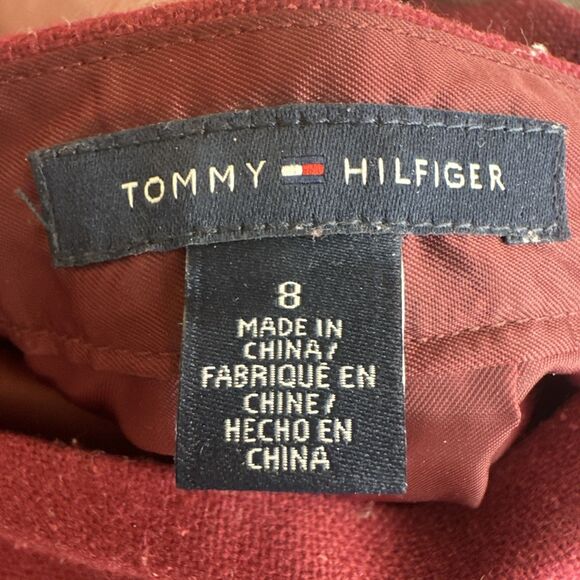 TOMMY HILFIGER
8
MADE IN
CHINA/
FABRIQUÉ EN
CHINE/
HECHO EN
CHINA